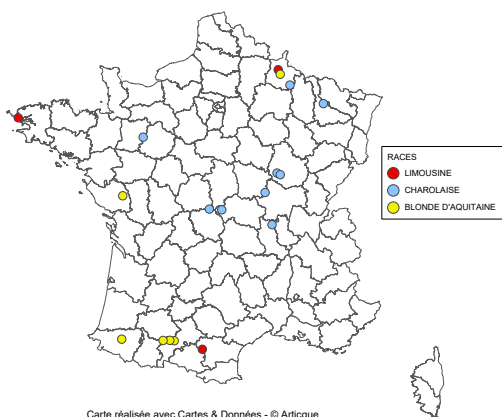 RACES
LIMOUSINE
CHAROLAISE
BLONDE D'AQUITAINE
Carte réalisée avec Cartes & Données - © Articque